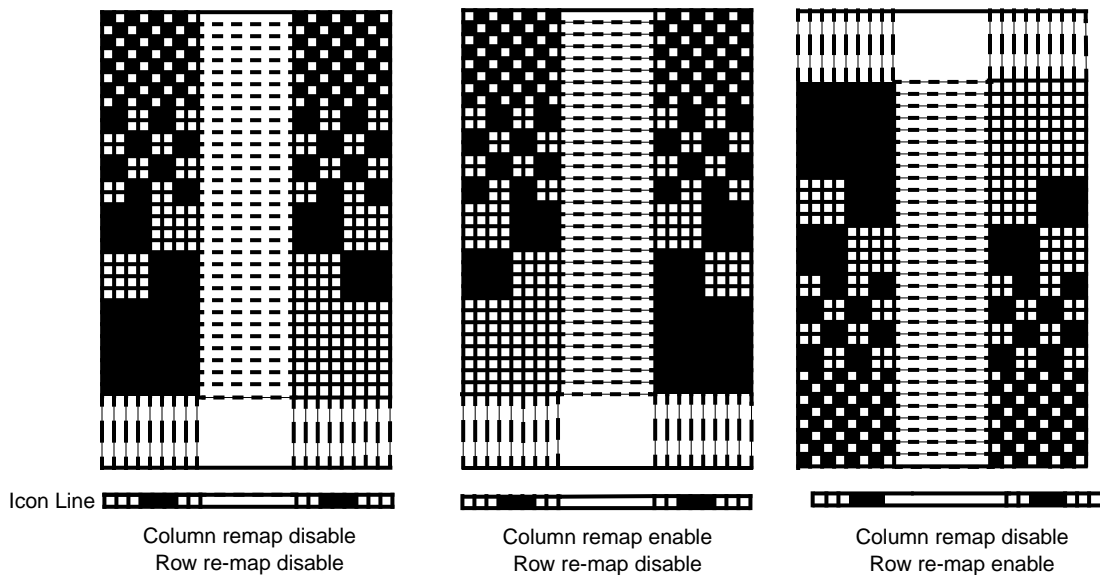 Icon Line
Column remap disable
Row re-map disable
Column remap enable
Row re-map disable
Column remap disable
Row re-map enable